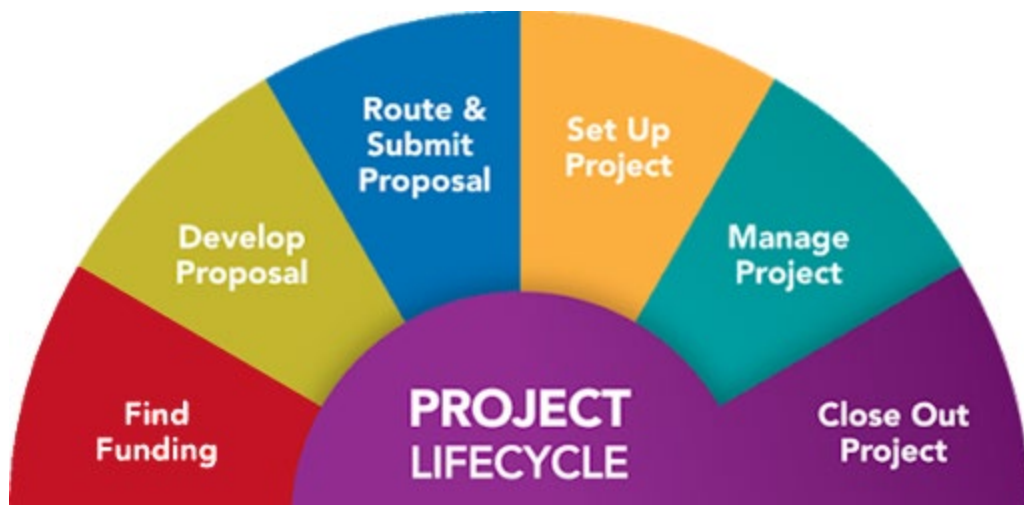 Find
Funding
Develop
Proposal
Route &
Submit
Proposal
Set Up
Project
Manage
Project
Close Out
Project
PROJECT
LIFECYCLE